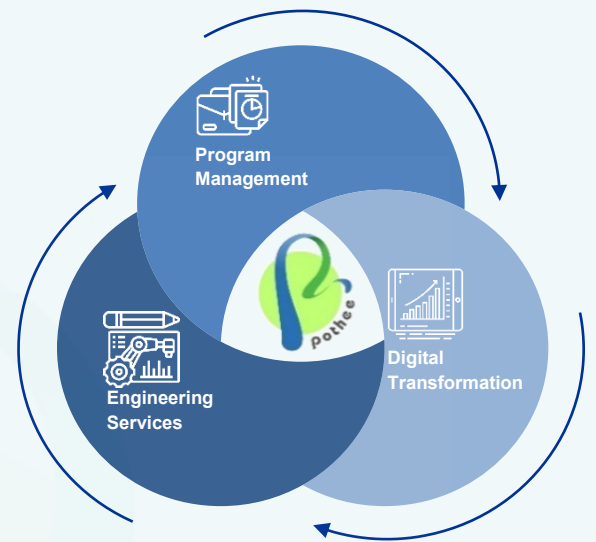 Program
Management
pothee
Digital
Transformation
Engineering
Services